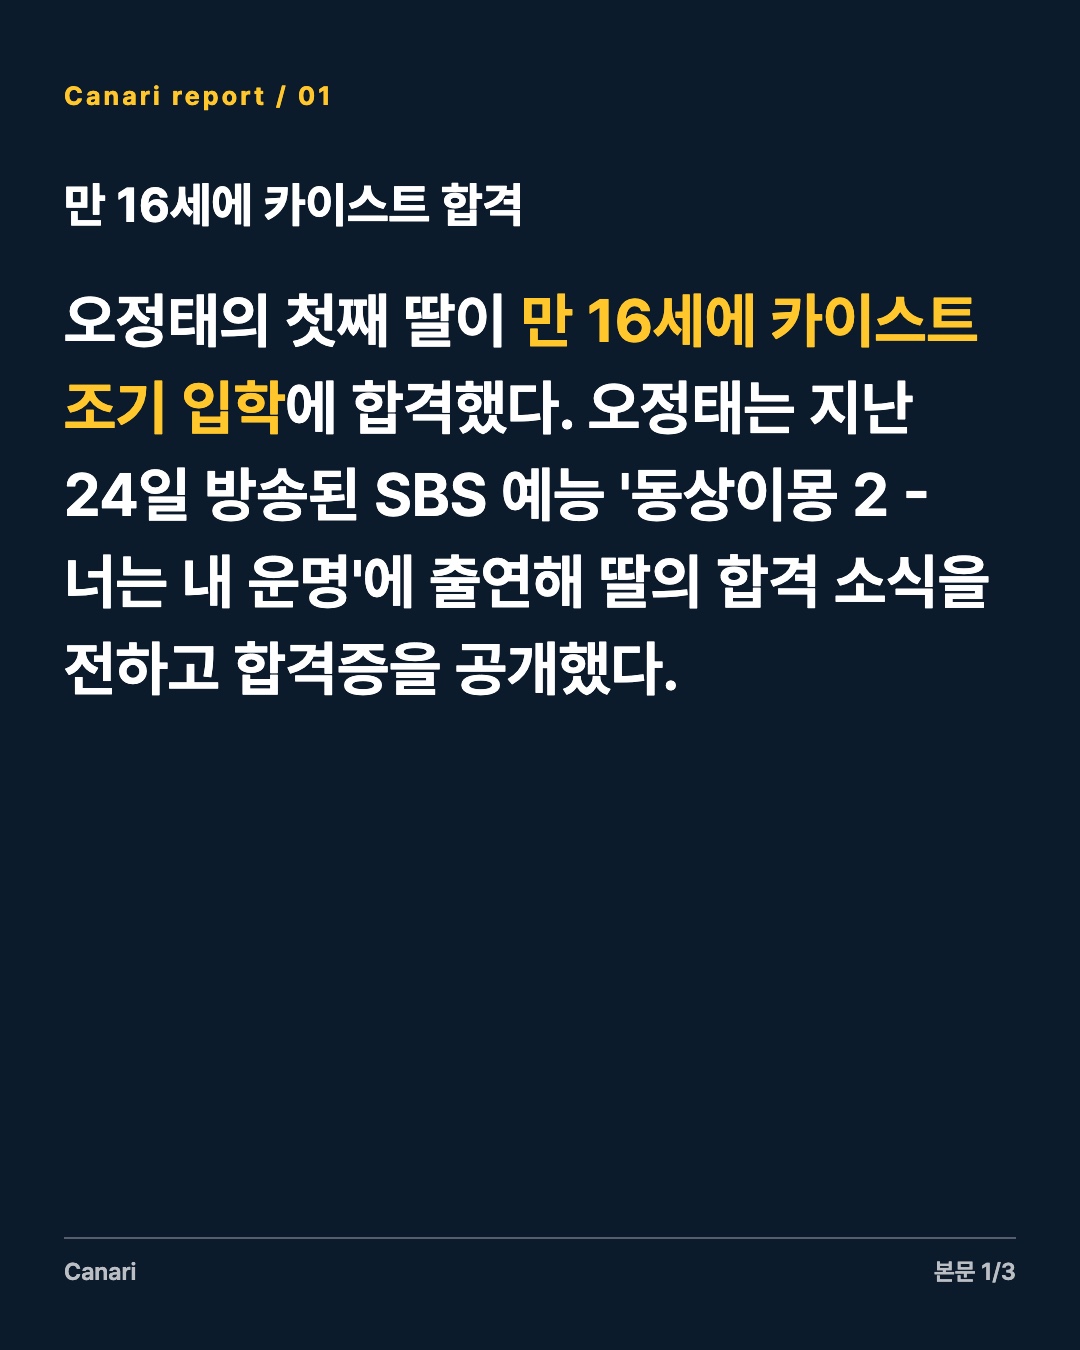 Canari report / 01
만 16세에 카이스트 합격
오정태의 첫째 딸이 만 16세에 카이스트
조기 입학에 합격했다. 오정태는 지난
24일 방송된 SBS 예능 '동상이몽 2 -
너는 내 운명'에 출연해 딸의 합격 소식을
전하고 합격증을 공개했다.
Canari
본문 1/3